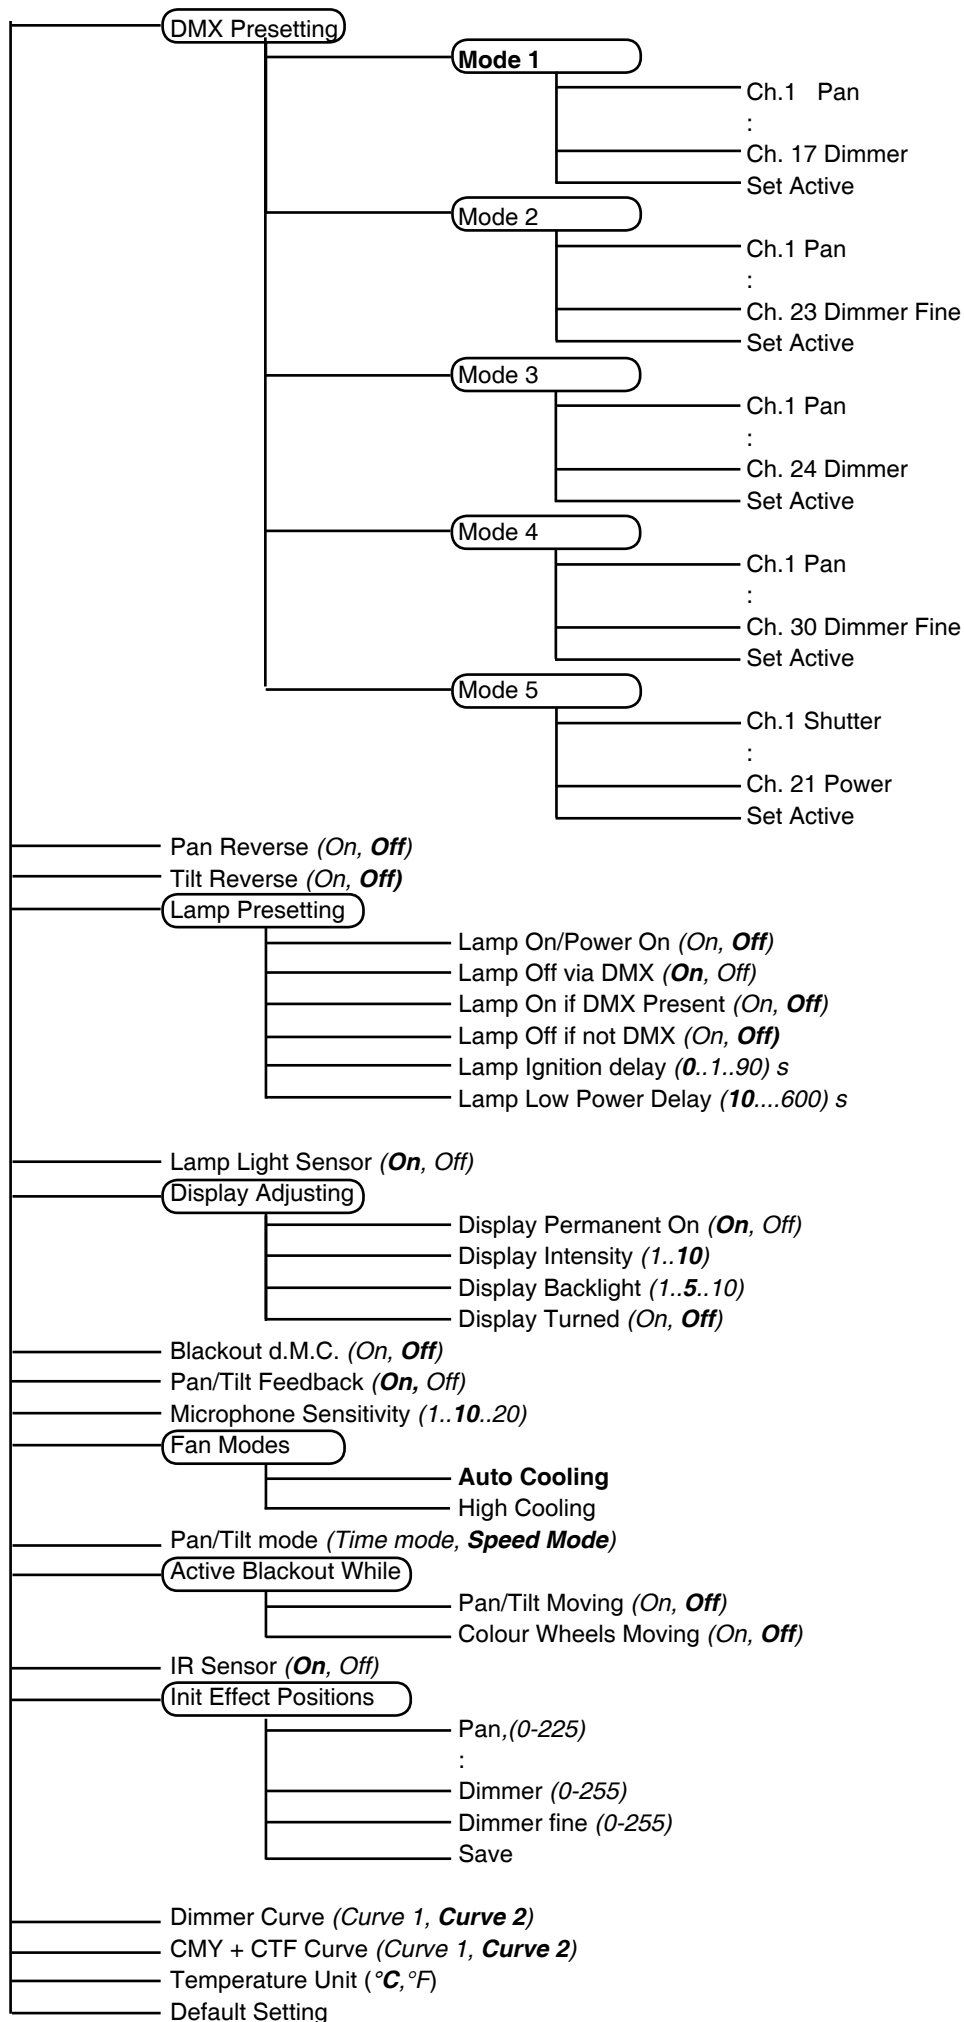 DMX Presetting
Mode 1
Ch.1 Pan
:
Ch. 17 Dimmer
Set Active
Mode 2
Ch.1 Pan
:
Ch. 23 Dimmer Fine
Set Active
Mode 3
Ch.1 Pan
:
Ch. 24 Dimmer
Set Active
Mode 4
Ch.1 Pan
:
Ch. 30 Dimmer Fine
Set Active
Mode 5
Ch.1 Shutter
:
Ch. 21 Power
Set Active
Pan Reverse (On, Off)
Tilt Reverse (On, Off)
Lamp Presetting
Lamp On/Power On (On, Off)
Lamp Off via DMX (On, Off)
Lamp On if DMX Present (On, Off)
Lamp Off if not DMX (On, Off)
Lamp Ignition delay (0..1..90) s
Lamp Low Power Delay (10....600) s
Lamp Light Sensor (On, Off)
Display Adjusting
Display Permanent On (On, Off)
Display Intensity (1..10)
Display Backlight (1..5..10)
Display Turned (On, Off)
Blackout d.M.C. (On, Off)
Pan/Tilt Feedback (On, Off)
Microphone Sensitivity (1..10..20)
Fan Modes
Auto Cooling
High Cooling
Pan/Tilt mode (Time mode, Speed Mode)
Active Blackout While
Pan/Tilt Moving (On, Off)
Colour Wheels Moving (On, Off)
IR Sensor (On, Off)
Init Effect Positions
Pan,(0-225)
:
Dimmer (0-255)
Dimmer fine (0-255)
Save
Dimmer Curve (Curve 1, Curve 2)
CMY + CTF Curve (Curve 1, Curve 2)
Temperature Unit (°C,°F)
Default Setting